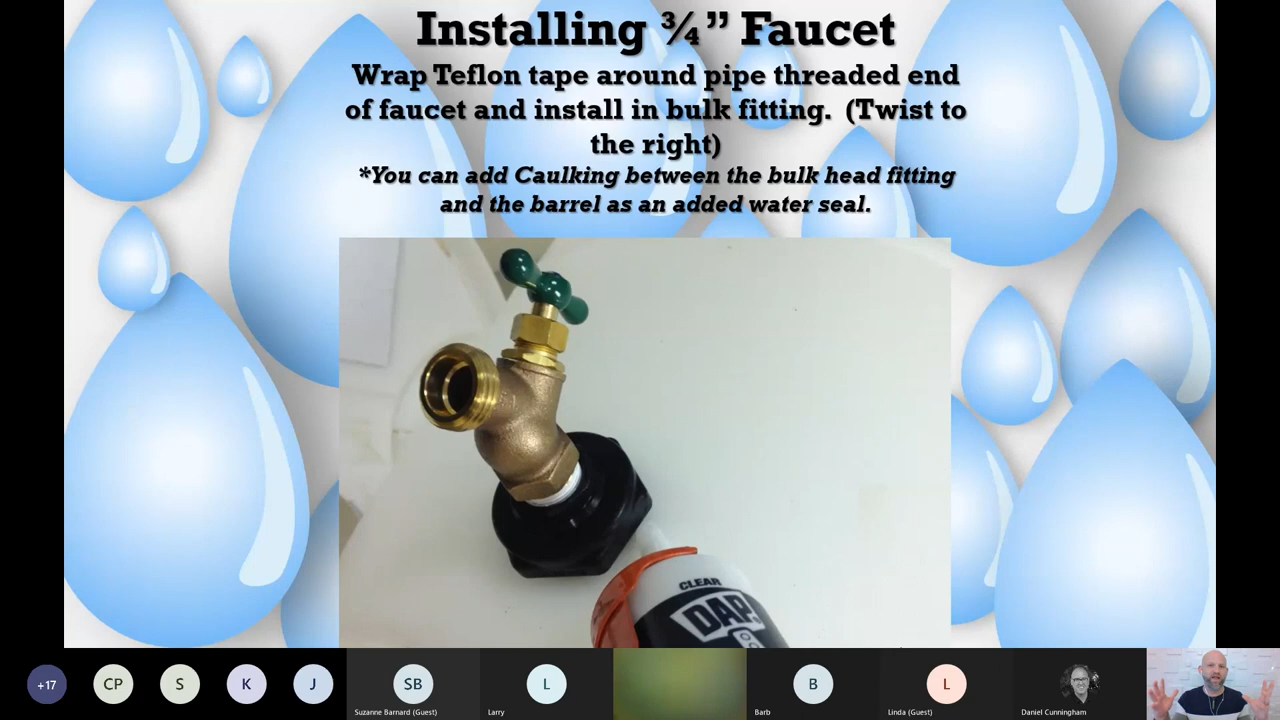 Installing ¾” Faucet
Wrap Teflon tape around pipe threaded end
of faucet and install in bulk fitting. (Twist to
the right)
*You can add Caulking between the bulk head fitting
and the barrel as an added water seal.
CLEAR
DAP
+17
CP
S
K
J
SB
L
B
L
Suzanne Barnard (Guest)
Larry
Barb
Linda (Guest)
Daniel Cunningham